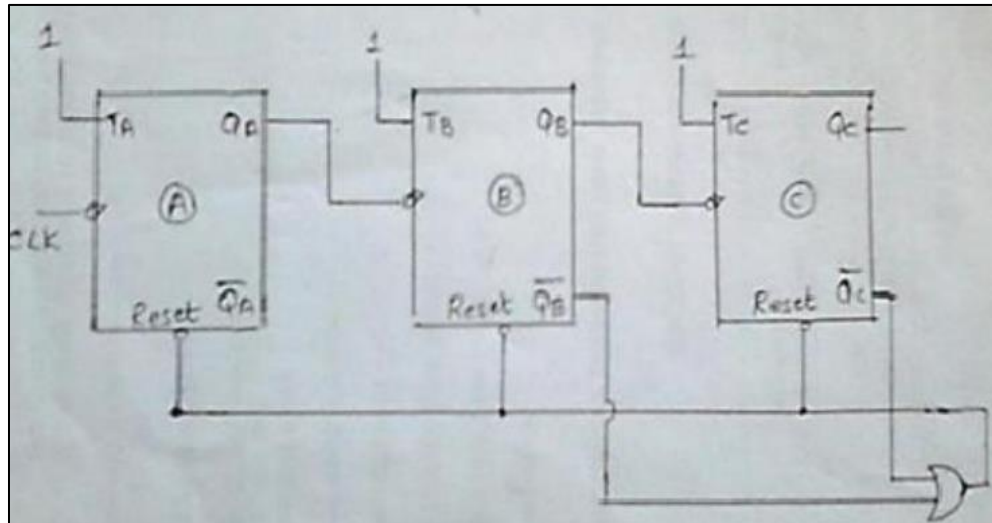 1 1 1
TA QA TB QB TC QC
A B C
CLK
Reset Q̅A Reset Q̅B Reset Q̅C